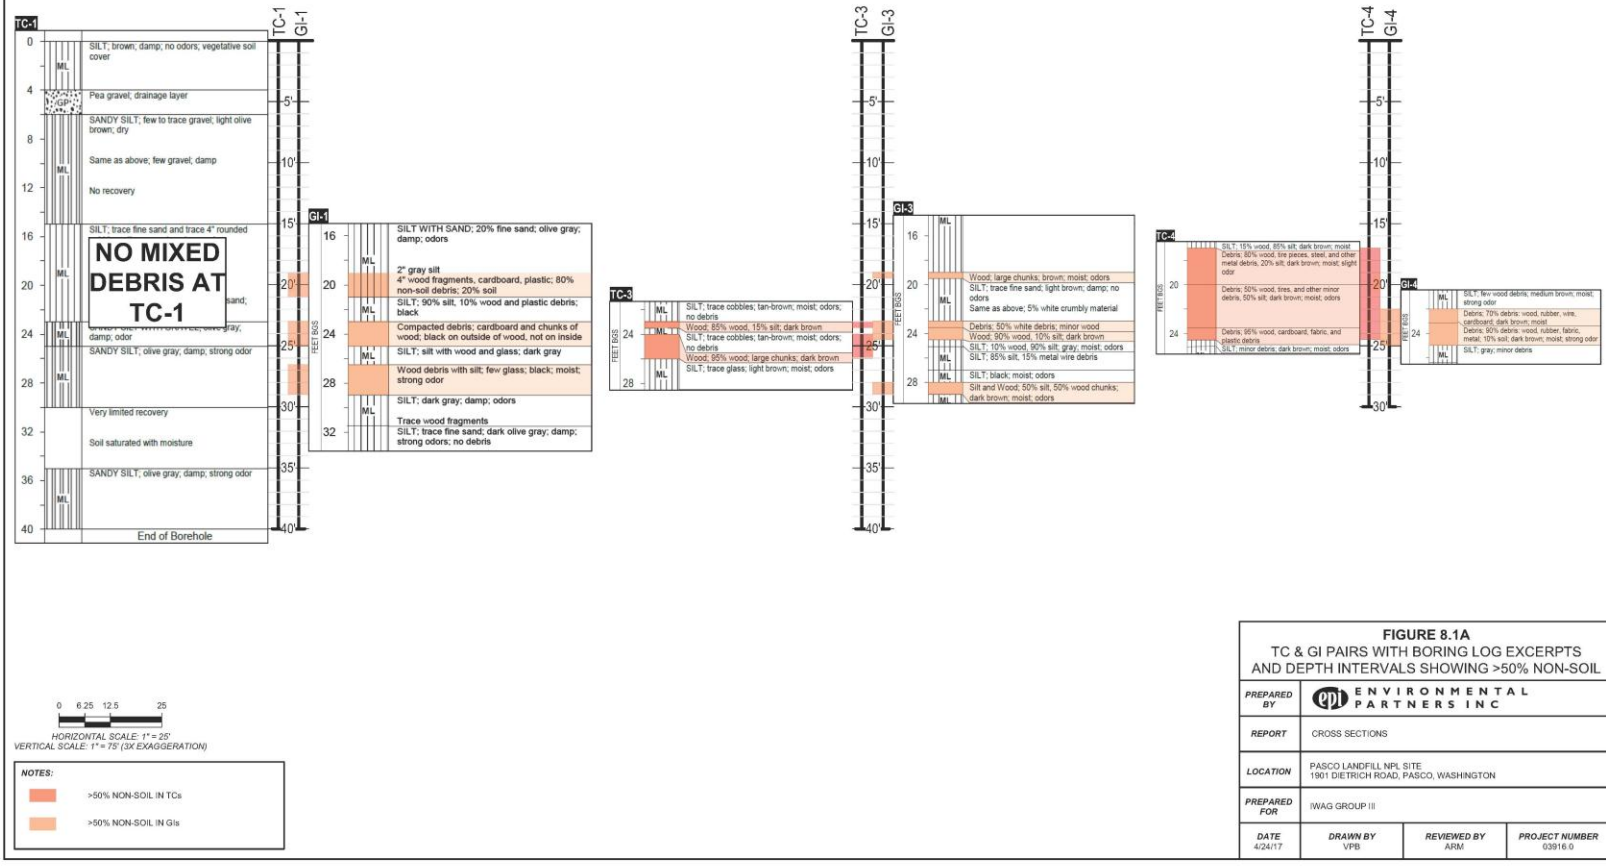 TC-1
0
4
8
12
16
20
24
28
32
36
40
ML
GP
ML
ML
ML
ML
ML
SILT; brown; damp; no odors; vegetative soil
cover
Pea gravel; drainage layer
SANDY SILT; few to trace gravel; light olive
brown; dry
Same as above; few gravel; damp
No recovery
SILT; trace fine sand and trace 4" rounded
NO MIXED
DEBRIS AT
TC-1
sand;
gray;
damp; odor
SANDY SILT; olive gray; damp; strong odor
Very limited recovery
Soil saturated with moisture
SANDY SILT; olive gray; damp; strong odor
End of Borehole
TC-1
GI-1
5'
10'
15'
20'
25'
30'
35'
40'
GI-1
FEET BGS
16
20
24
28
32
ML
ML
ML
ML
SILT WITH SAND; 20% fine sand; olive gray;
damp; odors
2" gray silt
4" wood fragments, cardboard, plastic; 80%
non-soil debris; 20% soil
SILT; 90% silt, 10% wood and plastic debris;
black
Compacted debris; cardboard and chunks of
wood; black on outside of wood, not on inside
SILT; silt with wood and glass; dark gray
Wood debris with silt; few glass; black; moist;
strong odor
SILT; dark gray; damp; odors
Trace wood fragments
SILT; trace fine sand; dark olive gray; damp;
strong odors; no debris
TC-3
FEET BGS
24
28
ML
ML
ML
SILT; trace cobbles; tan-brown; moist; odors;
no debris
Wood; 85% wood, 15% silt; dark brown
SILT; trace cobbles; tan-brown; moist; odors;
no debris
Wood; 95% wood; large chunks; dark brown
SILT; trace glass; light brown; moist; odors
TC-3
GI-3
5'
10'
15'
20'
25'
30'
35'
40'
GI-3
FEET BGS
16
20
24
28
ML
ML
ML
ML
ML
Wood; large chunks; brown; moist; odors
SILT; trace fine sand; light brown; damp; no
odors
Same as above; 5% white crumbly material
Debris; 50% white debris; minor wood
Wood; 90% wood, 10% silt; dark brown
SILT; 10% wood, 90% silt; gray; moist; odors
SILT; 85% silt, 15% metal wire debris
SILT; black; moist; odors
Silt and Wood; 50% silt, 50% wood chunks;
dark brown; moist; odors
TC-4
FEET BGS
20
24
SILT; 15% wood, 85% silt; dark brown; moist
Debris; 80% wood, tire pieces, steel, and other
metal debris, 20% silt; dark brown; moist; slight
odor
Debris; 50% wood, tires, and other minor
debris, 50% silt; dark brown; moist; odors
Debris; 95% wood, cardboard, fabric, and
plastic debris
SILT; minor debris; dark brown; moist; odors
TC-4
GI-4
5'
10'
15'
20'
25'
30'
GI-4
FEET BGS
24
ML
ML
SILT; few wood debris; medium brown; moist;
strong odor
Debris; 70% debris: wood, rubber, wire,
cardboard; dark brown; moist
Debris; 90% debris: wood, rubber, fabric,
metal; 10% soil; dark brown; moist; strong odor
SILT; gray; minor debris
0 6.25 12.5 25
HORIZONTAL SCALE: 1" = 25'
VERTICAL SCALE: 1" = 75' (3X EXAGGERATION)
NOTES:
>50% NON-SOIL IN TCs
>50% NON-SOIL IN GIs
FIGURE 8.1A
TC & GI PAIRS WITH BORING LOG EXCERPTS
AND DEPTH INTERVALS SHOWING >50% NON-SOIL
PREPARED
BY
epi ENVIRONMENTAL
PARTNERS INC
REPORT
CROSS SECTIONS
LOCATION
PASCO LANDFILL NPL SITE
1901 DIETRICH ROAD, PASCO, WASHINGTON
PREPARED
FOR
IWAG GROUP III
DATE
4/24/17
DRAWN BY
VPB
REVIEWED BY
ARM
PROJECT NUMBER
03916.0